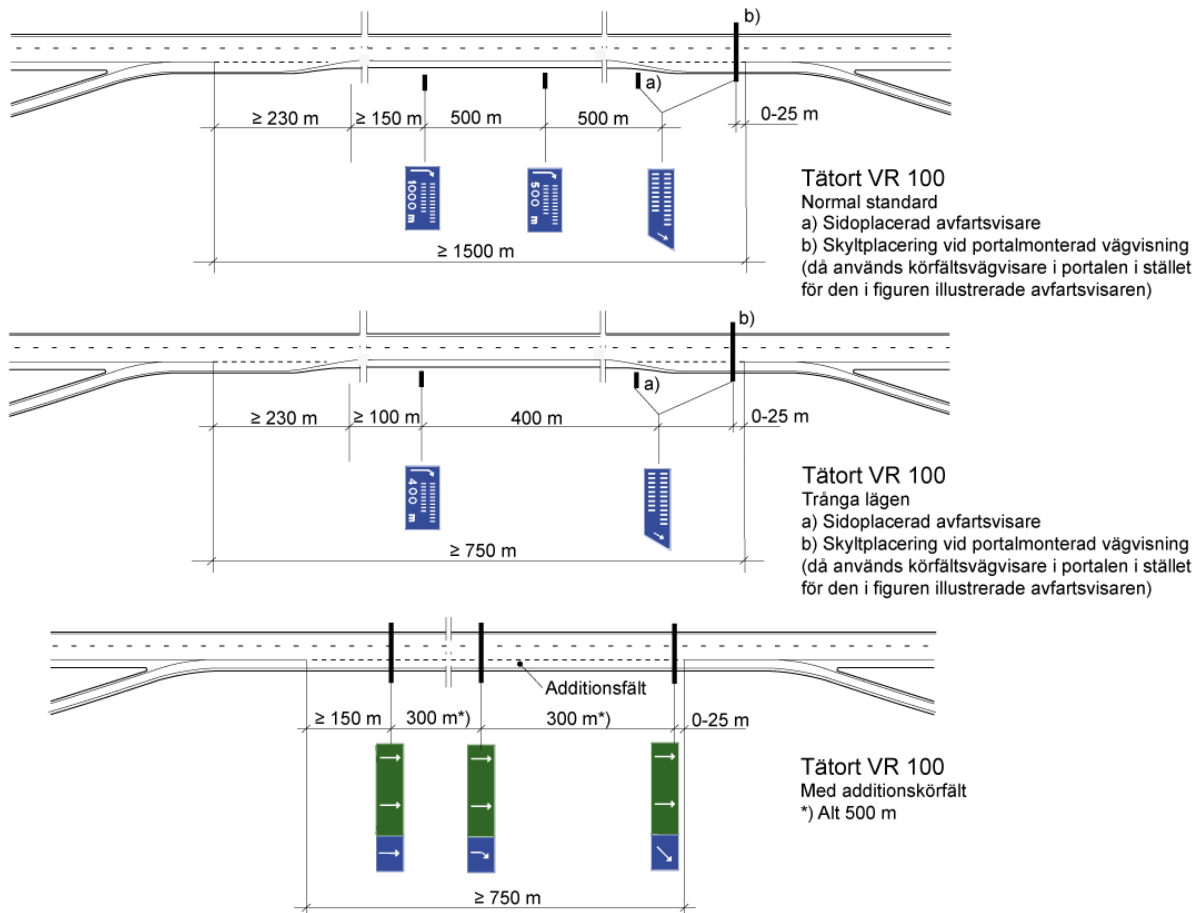 b)
a)
≥ 230 m
≥ 150 m
500 m
500 m
0-25 m
1000 m
500 m
≥ 1500 m
Tätort VR 100
Normal standard
a) Sidoplacerad avfartsvisare
b) Skyltplacering vid portalmonterad vägvisning
(då används körfältsvägvisare i portalen i stället
för den i figuren illustrerade avfartsvisaren)
b)
a)
≥ 230 m
≥ 100 m
400 m
0-25 m
400 m
≥ 750 m
Tätort VR 100
Trånga lägen
a) Sidoplacerad avfartsvisare
b) Skyltplacering vid portalmonterad vägvisning
(då används körfältsvägvisare i portalen i stället
för den i figuren illustrerade avfartsvisaren)
Additionsfält
≥ 150 m
300 m*)
300 m*)
0-25 m
≥ 750 m
Tätort VR 100
Med additionskörfält
*) Alt 500 m